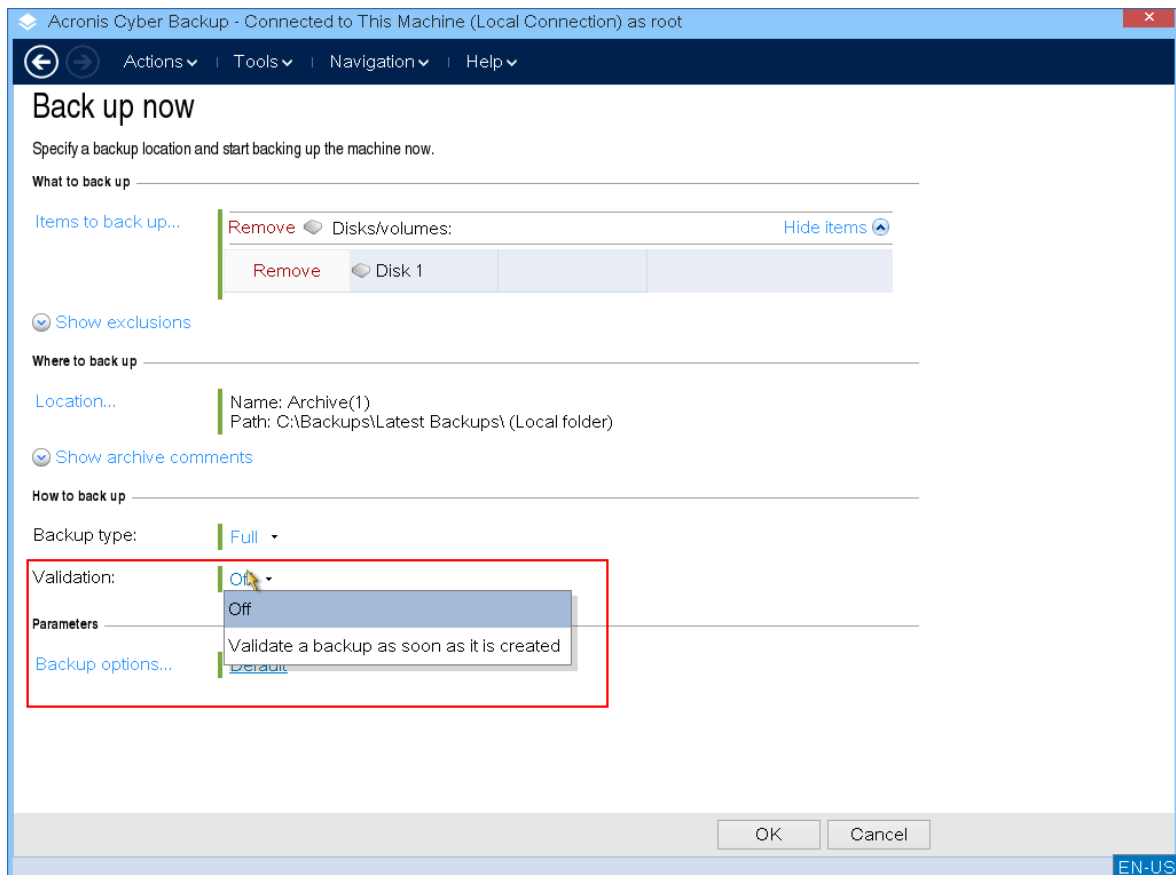 Acronis Cyber Backup - Connected to This Machine (Local Connection) as root
Actions Tools Navigation Help
Back up now
Specify a backup location and start backing up the machine now.
What to back up
Items to back up... Remove Disks/volumes: Hide items
Remove Disk 1
Show exclusions
Where to back up
Location... Name: Archive(1)
Path: C:\Backups\Latest Backups\ (Local folder)
Show archive comments
How to back up
Backup type: Full
Validation: Off
Off
Parameters
Validate a backup as soon as it is created
Backup options... Default
OK Cancel
EN-US